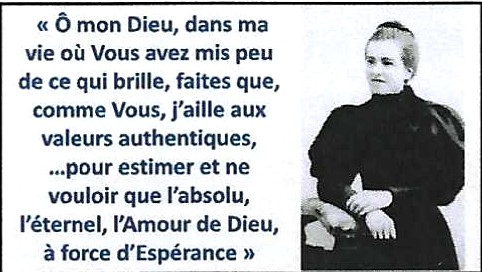 « Ô mon Dieu, dans ma
vie où Vous avez mis peu
de ce qui brille, faites que,
comme Vous, j’aille aux
valeurs authentiques,
...pour estimer et ne
vouloir que l’absolu,
l’éternel, l’Amour de Dieu,
à force d’Espérance »